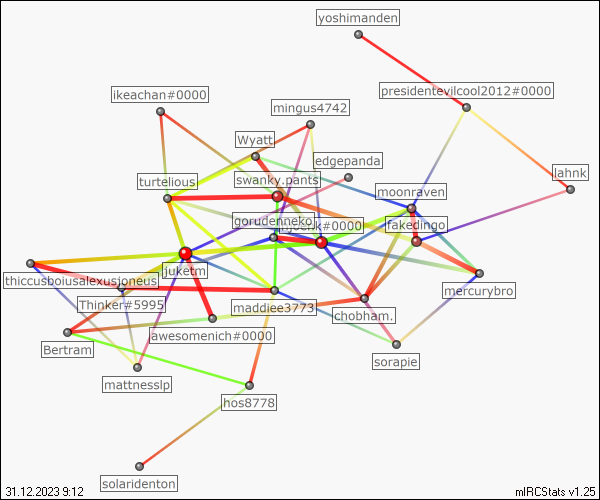 yoshimanden
ikeachan#0000
presidentevilcool2012#0000
mingus4742
Wyatt
edgepanda
lahnk
turtelious
swanky.pants
moonraven
gorudenneko
#0000
fakedingo
juketm
thiccusboiusalexusjoneus
mercurybro
Thinker#5995
maddiee3773
chobham.
awesomenich#0000
Bertram
sorapie
mattnesslp
hos8778
solaridenton
31.12.2023 9:12
mIRCStats v1.25